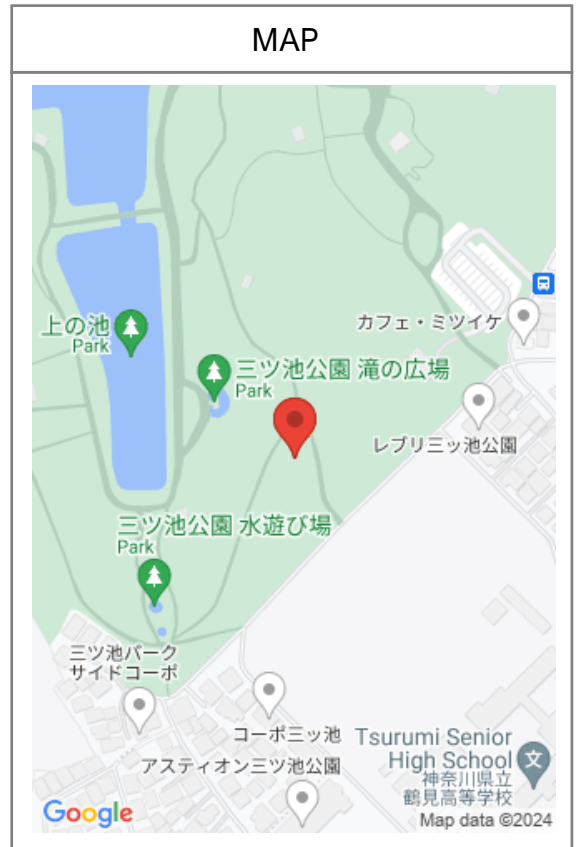 MAP
上の池
Park
カフェ・ミツイケ
三ツ池公園 滝の広場
Park
レブリ三ッ池公園
三ツ池公園 水遊び場
Park
三ツ池パーク
サイドコーポ
コーポ三ッ池
アスティオン三ツ池公園
Tsurumi Senior
High School
神奈川県立
鶴見高等学校
文
Google
Map data ©2024